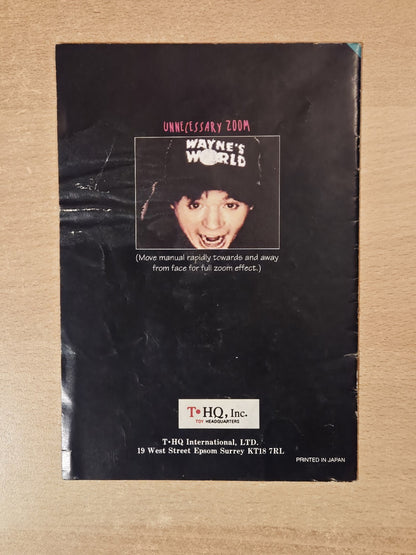 UNNECESSARY ZOOM
WAYNE'S
WORLD
(Move manual rapidly towards and away
from face for full zoom effect.)
T•HQ, Inc.
TOY HEADQUARTERS
T•HQ International, LTD.
19 West Street Epsom Surrey KT18 7RL
PRINTED IN JAPAN